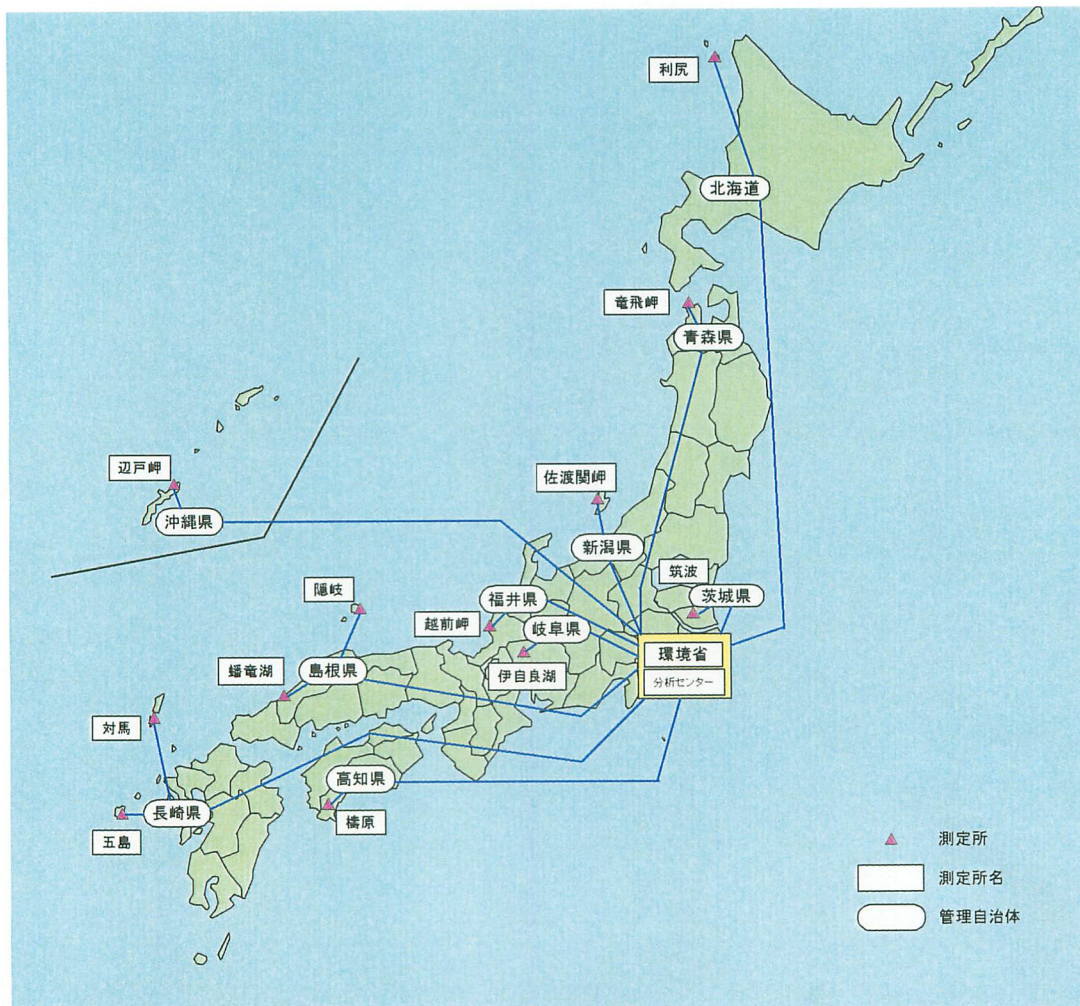 利尻
北海道
竜飛岬
青森県
辺戸岬
沖縄県
佐渡関岬
新潟県
筑波
茨城県
隠岐
福井県
越前岬
岐阜県
環境省
分析センター
蟠竜湖
島根県
伊自良湖
対馬
高知県
長崎県
梼原
五島
測定所
測定所名
管理自治体